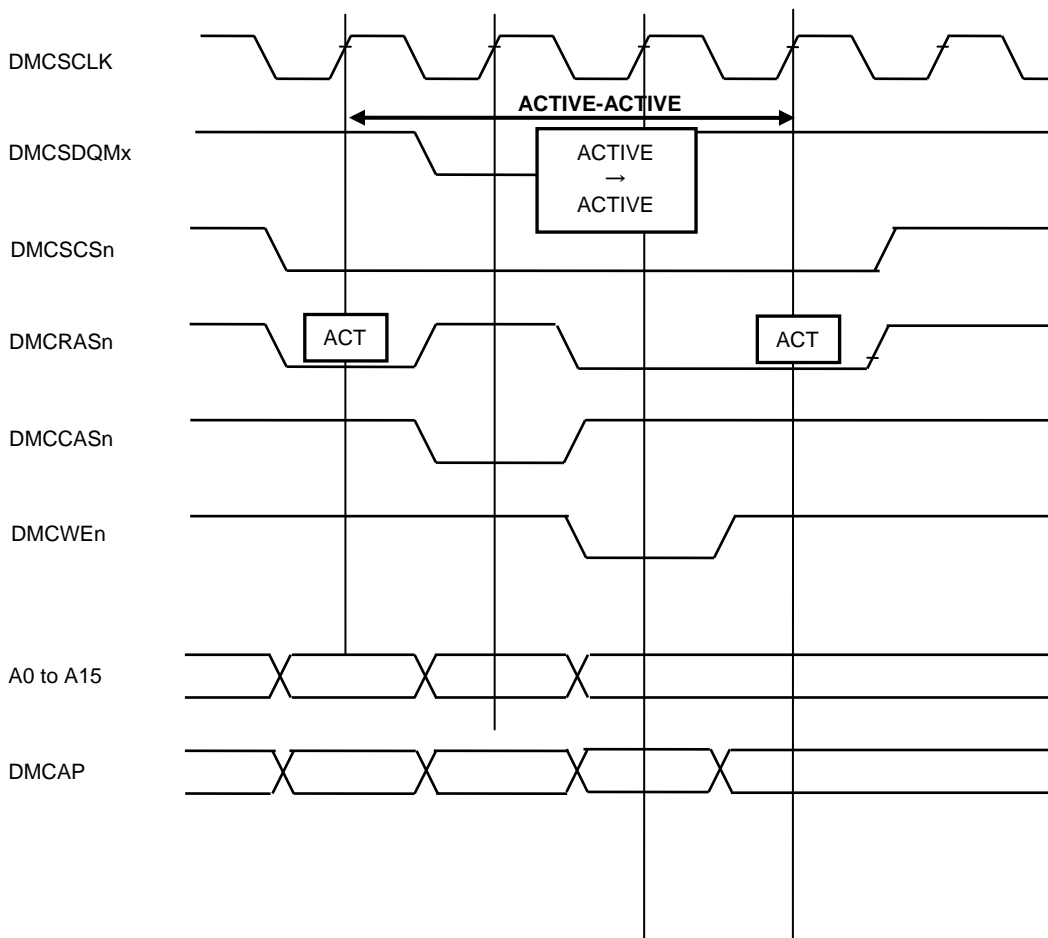 DMCSCLK
ACTIVE-ACTIVE
DMCSDQMx
ACTIVE
→
ACTIVE
DMCSCSn
DMCRASn
ACT
ACT
DMCCASn
DMCWEn
A0 to A15
DMCAP